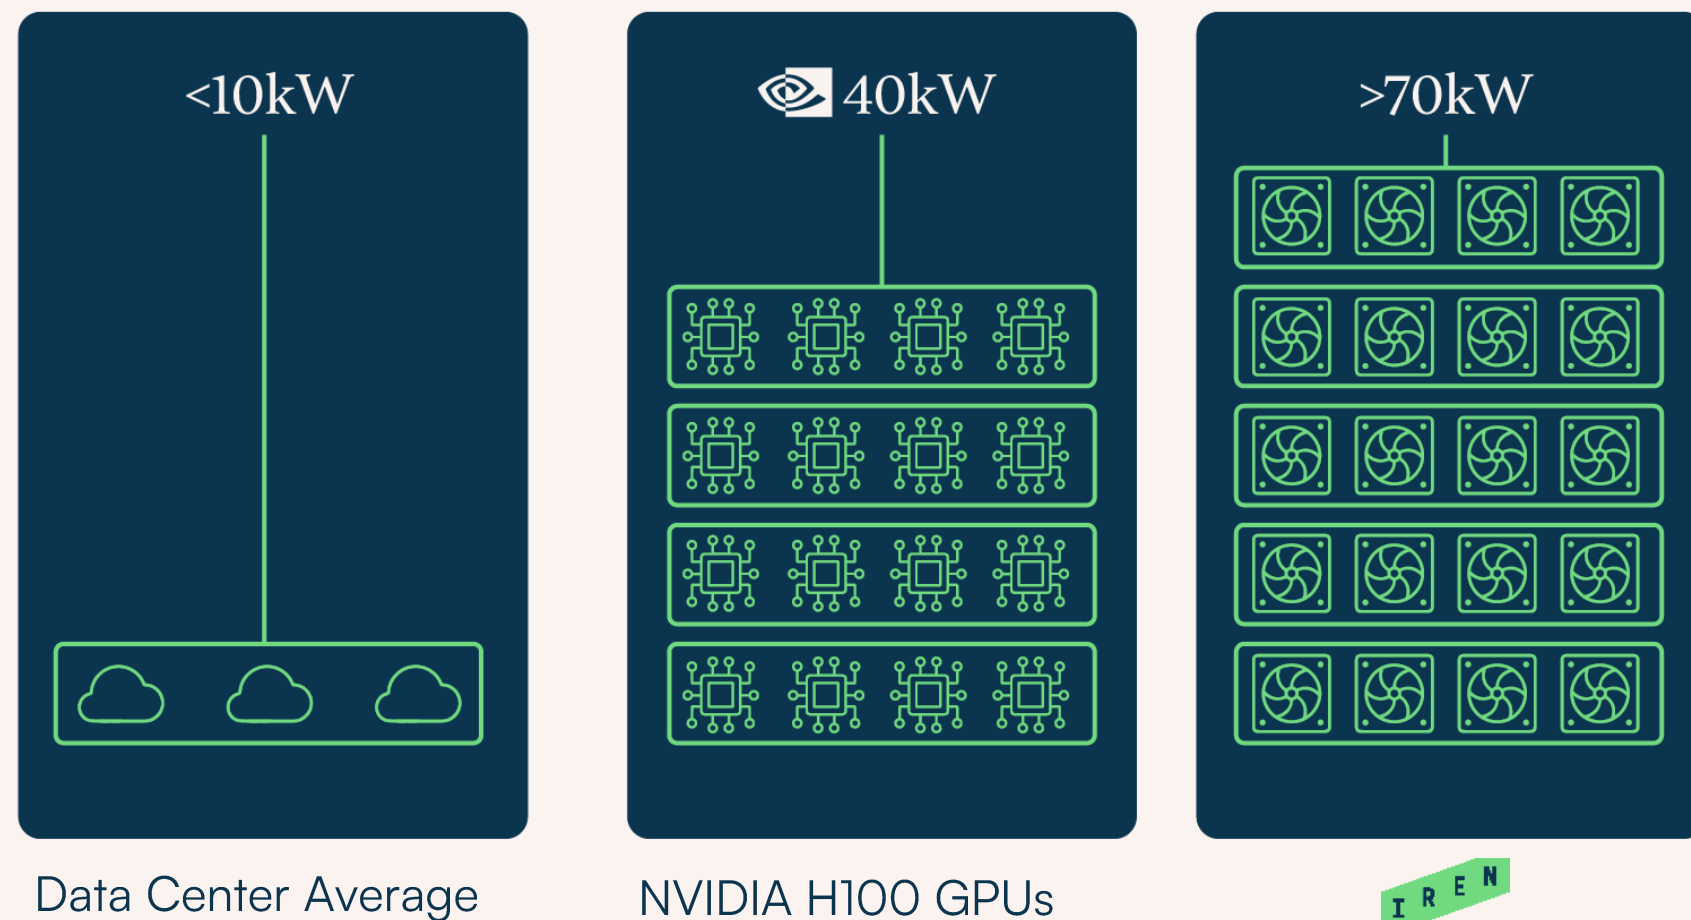 <10kW
40kW
>70kW
Data Center Average
NVIDIA H100 GPUs
IREN